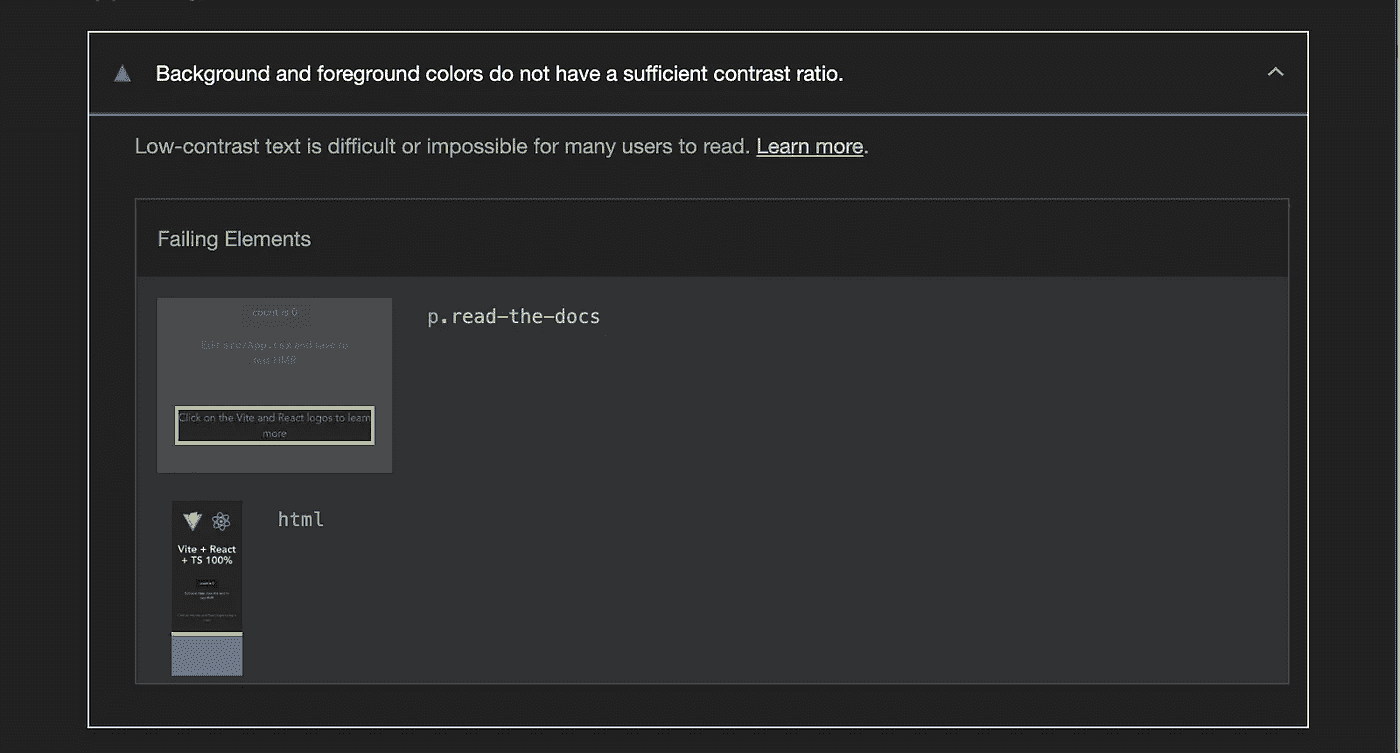 Background and foreground colors do not have a sufficient contrast ratio.
Low-contrast text is difficult or impossible for many users to read. Learn more.
Failing Elements
count is 0
Edit src/App.tsx and save to
test HMR
p.read-the-docs
Click on the Vite and React logos to learn
more
html
Vite + React
+ TS 100%